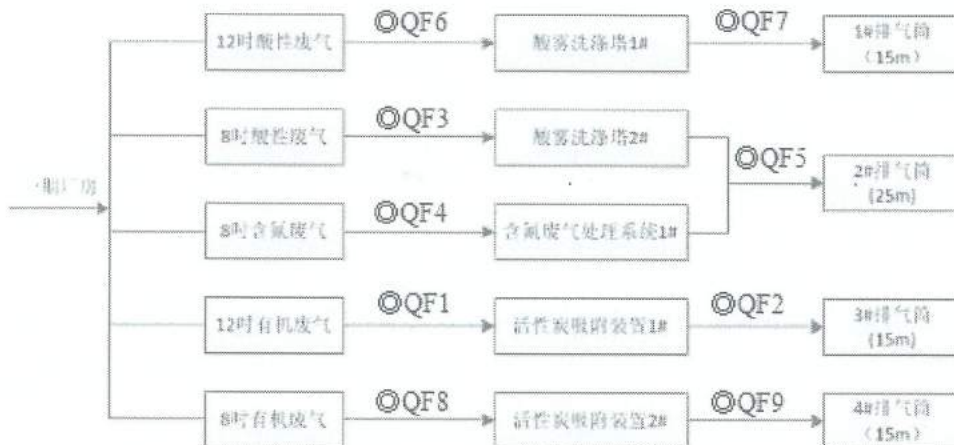 12吋酸性废气 ◎QF6 酸雾洗涤塔1# ◎QF7 1#排气筒
(15m)
8吋酸性废气 ◎QF3 酸雾洗涤塔2#
◎QF5 2#排气筒
(25m)
一期厂房
8吋含氟废气 ◎QF4 含氟废气处理系统1#
12吋有机废气 ◎QF1 活性炭吸附装置1# ◎QF2 3#排气筒
(15m)
8吋有机废气 ◎QF8 活性炭吸附装置2# ◎QF9 4#排气筒
(15m)